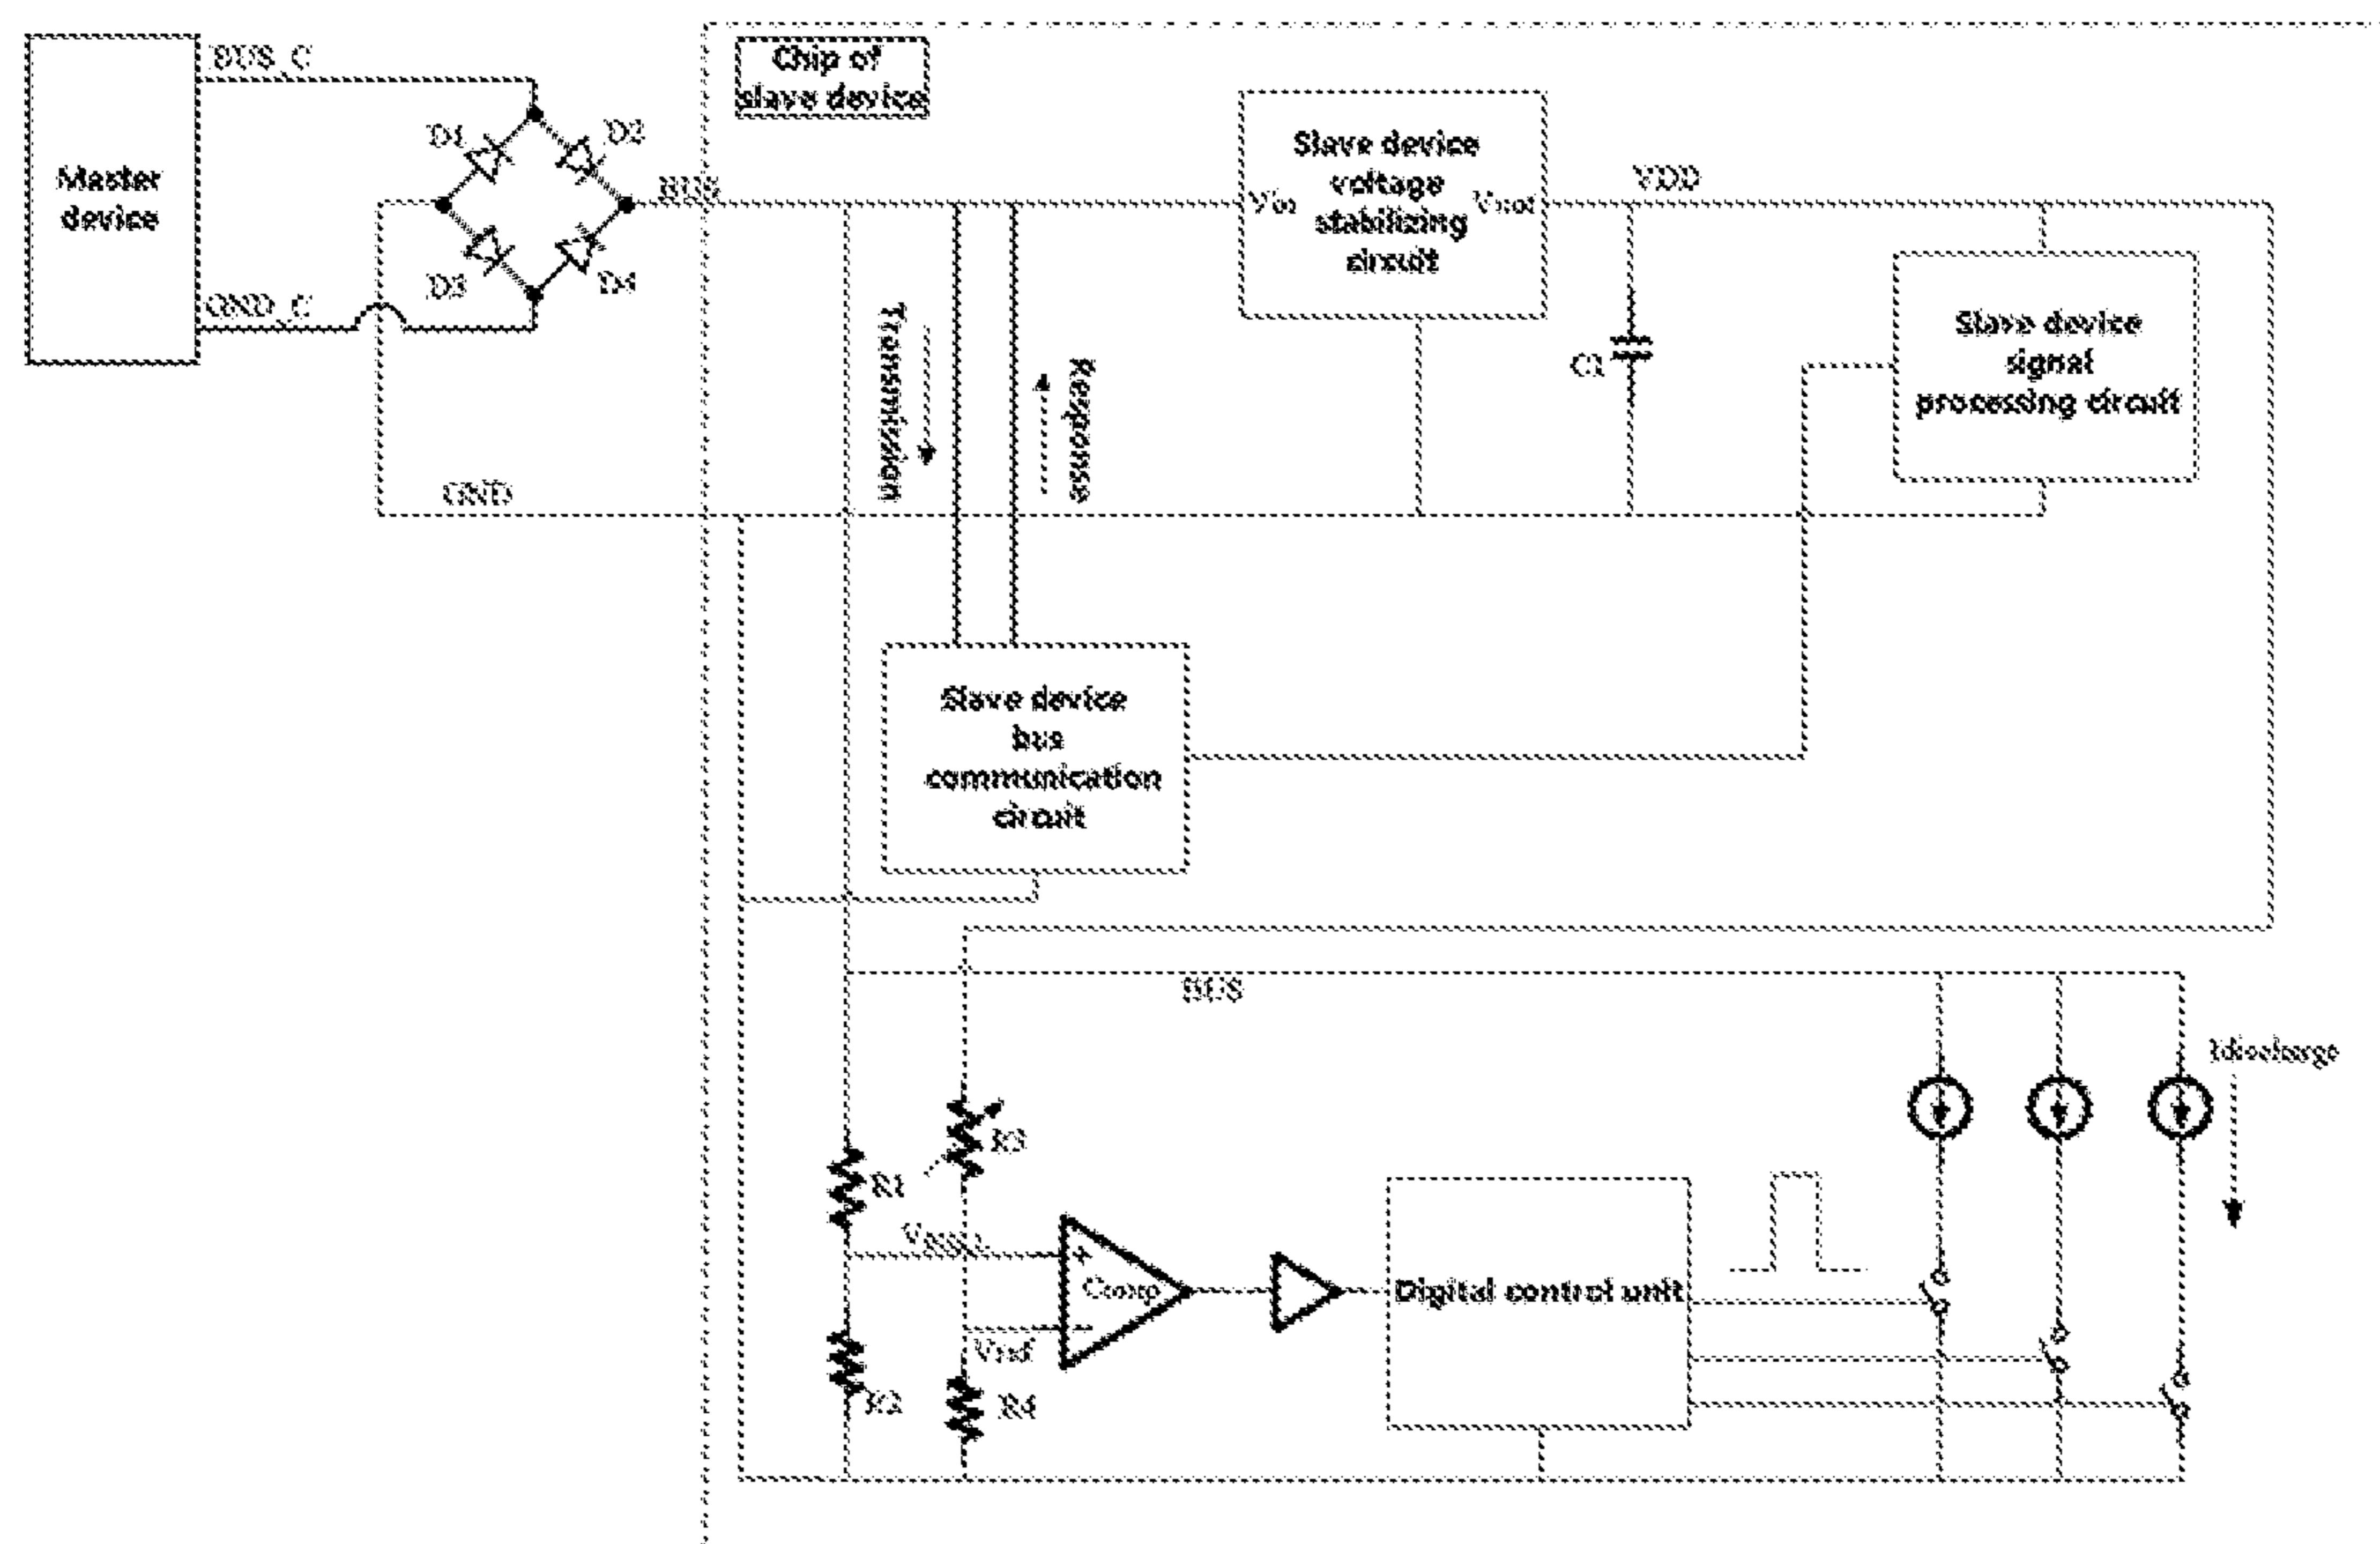 BUS_C
Chip of
slave device
Master
device
D1
D2
D3
D4
BUS
GND_C
GND
Slave device
voltage
stabilizing
circuit
Vin
Vout
VDD
C1
Slave device
signal
processing circuit
Transmission
Response
Slave device
bus
communication
circuit
BUS
Idischarge
R1
R3
Comp
+
−
Vref
R2
R4
Digital control unit